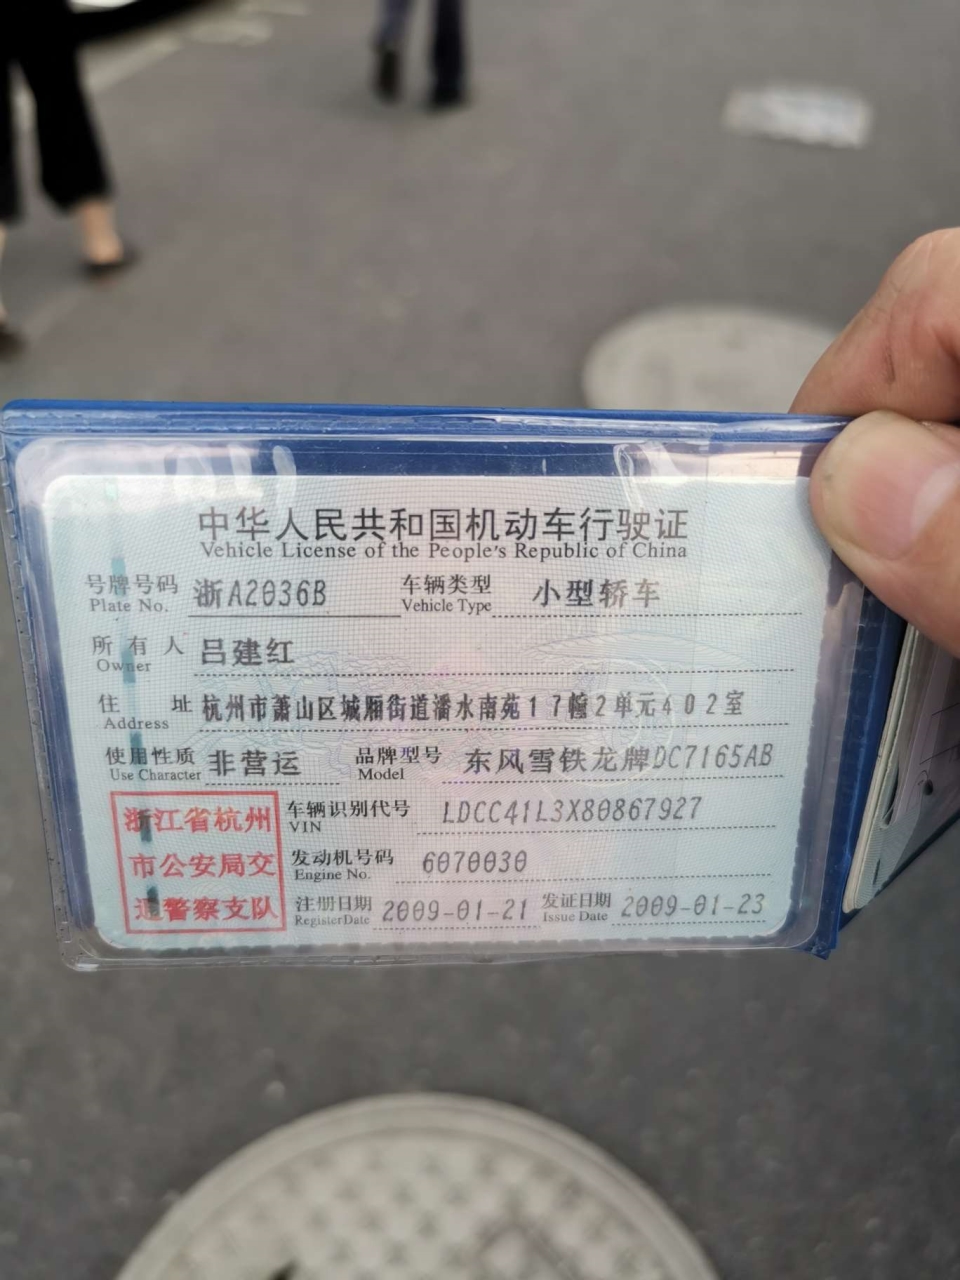 中华人民共和国机动车行驶证
Vehicle License of the People's Republic of China
号牌号码 浙A2036B 车辆类型 小型轿车
Plate No. Vehicle Type
所有人 吕建红
Owner
住址 杭州市萧山区城厢街道潘水南苑17幢2单元402室
Address
使用性质 非营运 品牌型号 东风雪铁龙牌DC7165AB
Use Character Model
浙江省杭州
市公安局交
通警察支队
车辆识别代号 LDCC41L3X80867927
VIN
发动机号码 6070030
Engine No.
注册日期 2009-01-21 发证日期 2009-01-23
RegisterDate Issue Date